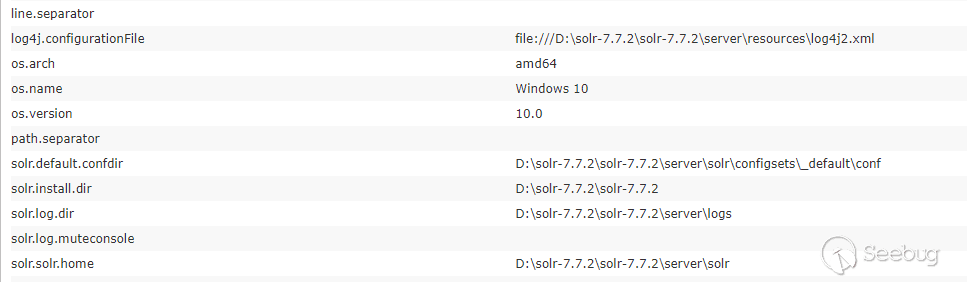 line.separator
log4j.configurationFile file:///D:\solr-7.7.2\solr-7.7.2\server\resources\log4j2.xml
os.arch amd64
os.name Windows 10
os.version 10.0
path.separator
solr.default.confdir D:\solr-7.7.2\solr-7.7.2\server\solr\configsets\_default\conf
solr.install.dir D:\solr-7.7.2\solr-7.7.2
solr.log.dir D:\solr-7.7.2\solr-7.7.2\server\logs
solr.log.muteconsole
solr.solr.home D:\solr-7.7.2\solr-7.7.2\server\solr
Seebug